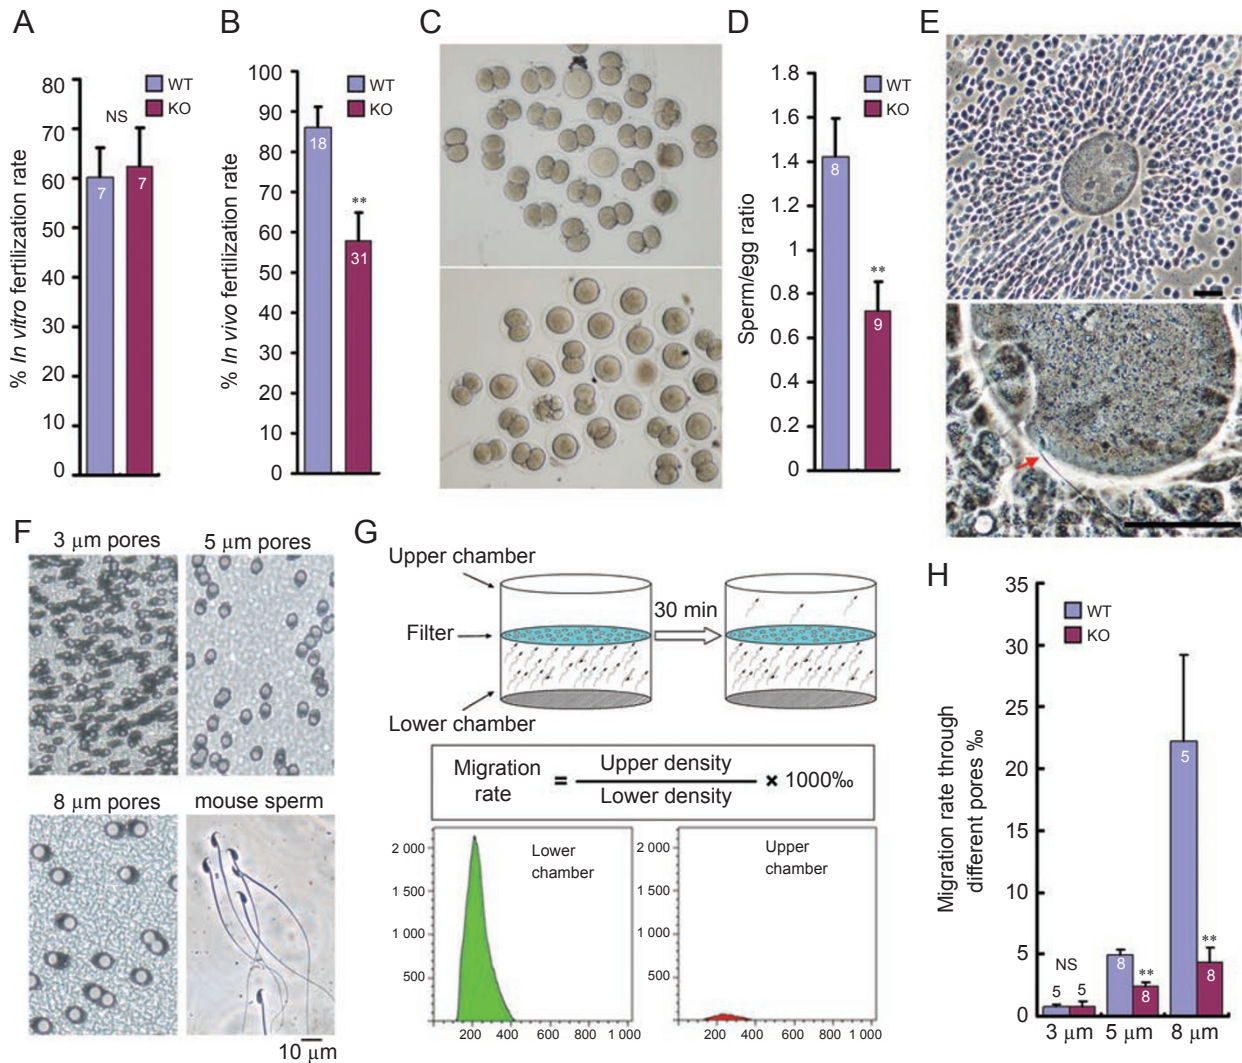 A
% In vitro fertilization rate
80
70
60
50
40
30
20
10
0
WT
KO
NS
7
7
B
% In vivo fertilization rate
100
90
80
70
60
50
40
30
20
10
0
WT
KO
18
**
31
C
D
Sperm/egg ratio
1.8
1.6
1.4
1.2
1
0.8
0.6
0.4
0.2
0
WT
KO
8
**
9
E
F
3 μm pores
5 μm pores
8 μm pores
mouse sperm
10 μm
G
Upper chamber
Filter
Lower chamber
30 min
Migration rate = Upper density / Lower density × 1000‰
2 000
1 500
1 000
500
200 400 600 800 1 000
Lower chamber
2 000
1 500
1 000
500
200 400 600 800 1 000
Upper chamber
H
Migration rate through
different pores ‰
35
30
25
20
15
10
5
0
WT
KO
NS
5
5
8
**
8
5
**
8
3 μm
5 μm
8 μm